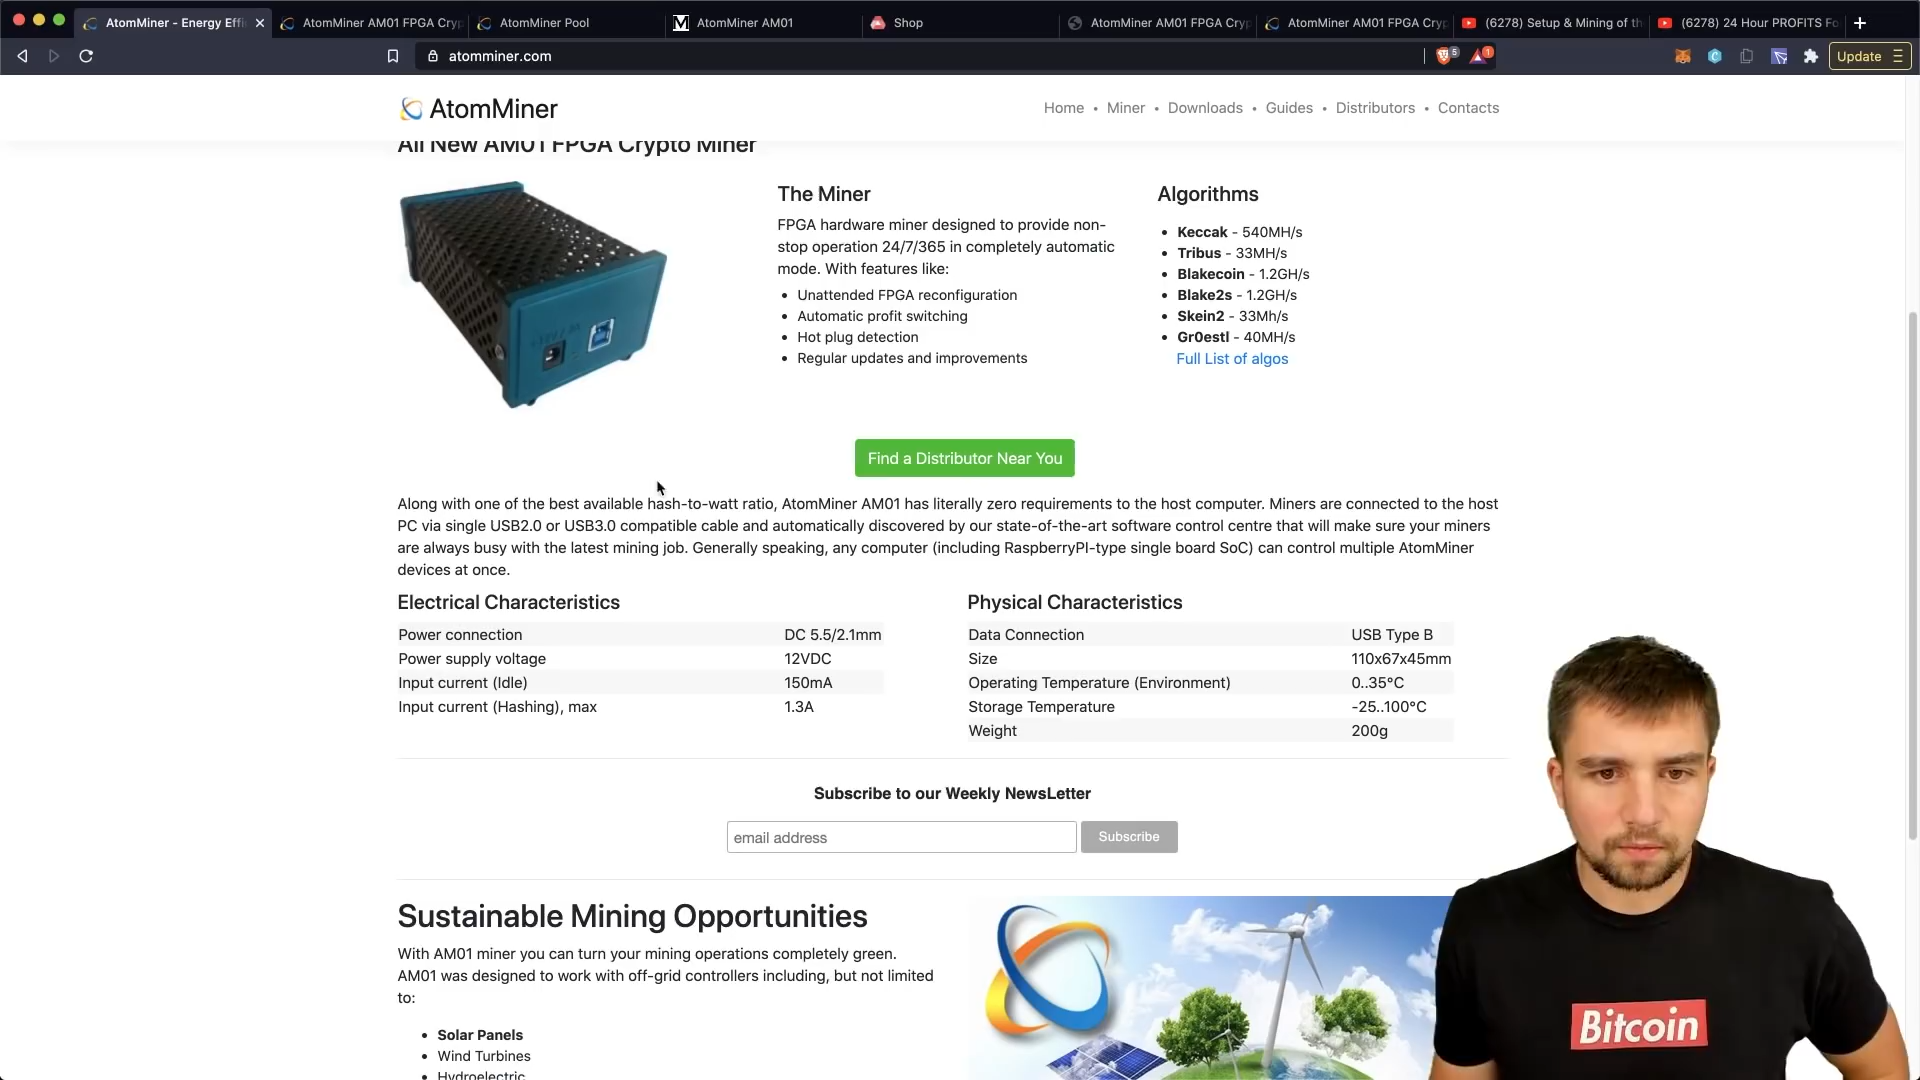 AtomMiner - Energy Effi
AtomMiner AM01 FPGA Cryp
AtomMiner Pool
AtomMiner AM01
Shop
AtomMiner AM01 FPGA Cryp
AtomMiner AM01 FPGA Cryp
(6278) Setup & Mining of th
(6278) 24 Hour PROFITS Fo
atomminer.com
5
1
Update
AtomMiner
Home • Miner • Downloads • Guides • Distributors • Contacts
All New AM01 FPGA Crypto Miner
The Miner
FPGA hardware miner designed to provide non-
stop operation 24/7/365 in completely automatic
mode. With features like:
Unattended FPGA reconfiguration
Automatic profit switching
Hot plug detection
Regular updates and improvements
Algorithms
Keccak - 540MH/s
Tribus - 33MH/s
Blakecoin - 1.2GH/s
Blake2s - 1.2GH/s
Skein2 - 33Mh/s
Gr0estl - 40MH/s
Full List of algos
Find a Distributor Near You
Along with one of the best available hash-to-watt ratio, AtomMiner AM01 has literally zero requirements to the host computer. Miners are connected to the host
PC via single USB2.0 or USB3.0 compatible cable and automatically discovered by our state-of-the-art software control centre that will make sure your miners
are always busy with the latest mining job. Generally speaking, any computer (including RaspberryPI-type single board SoC) can control multiple AtomMiner
devices at once.
Electrical Characteristics
Power connection DC 5.5/2.1mm
Power supply voltage 12VDC
Input current (Idle) 150mA
Input current (Hashing), max 1.3A
Physical Characteristics
Data Connection USB Type B
Size 110x67x45mm
Operating Temperature (Environment) 0..35°C
Storage Temperature -25..100°C
Weight 200g
Subscribe to our Weekly NewsLetter
email address
Subscribe
Sustainable Mining Opportunities
With AM01 miner you can turn your mining operations completely green.
AM01 was designed to work with off-grid controllers including, but not limited
to:
Solar Panels
Wind Turbines
Hydroelectric
Bitcoin